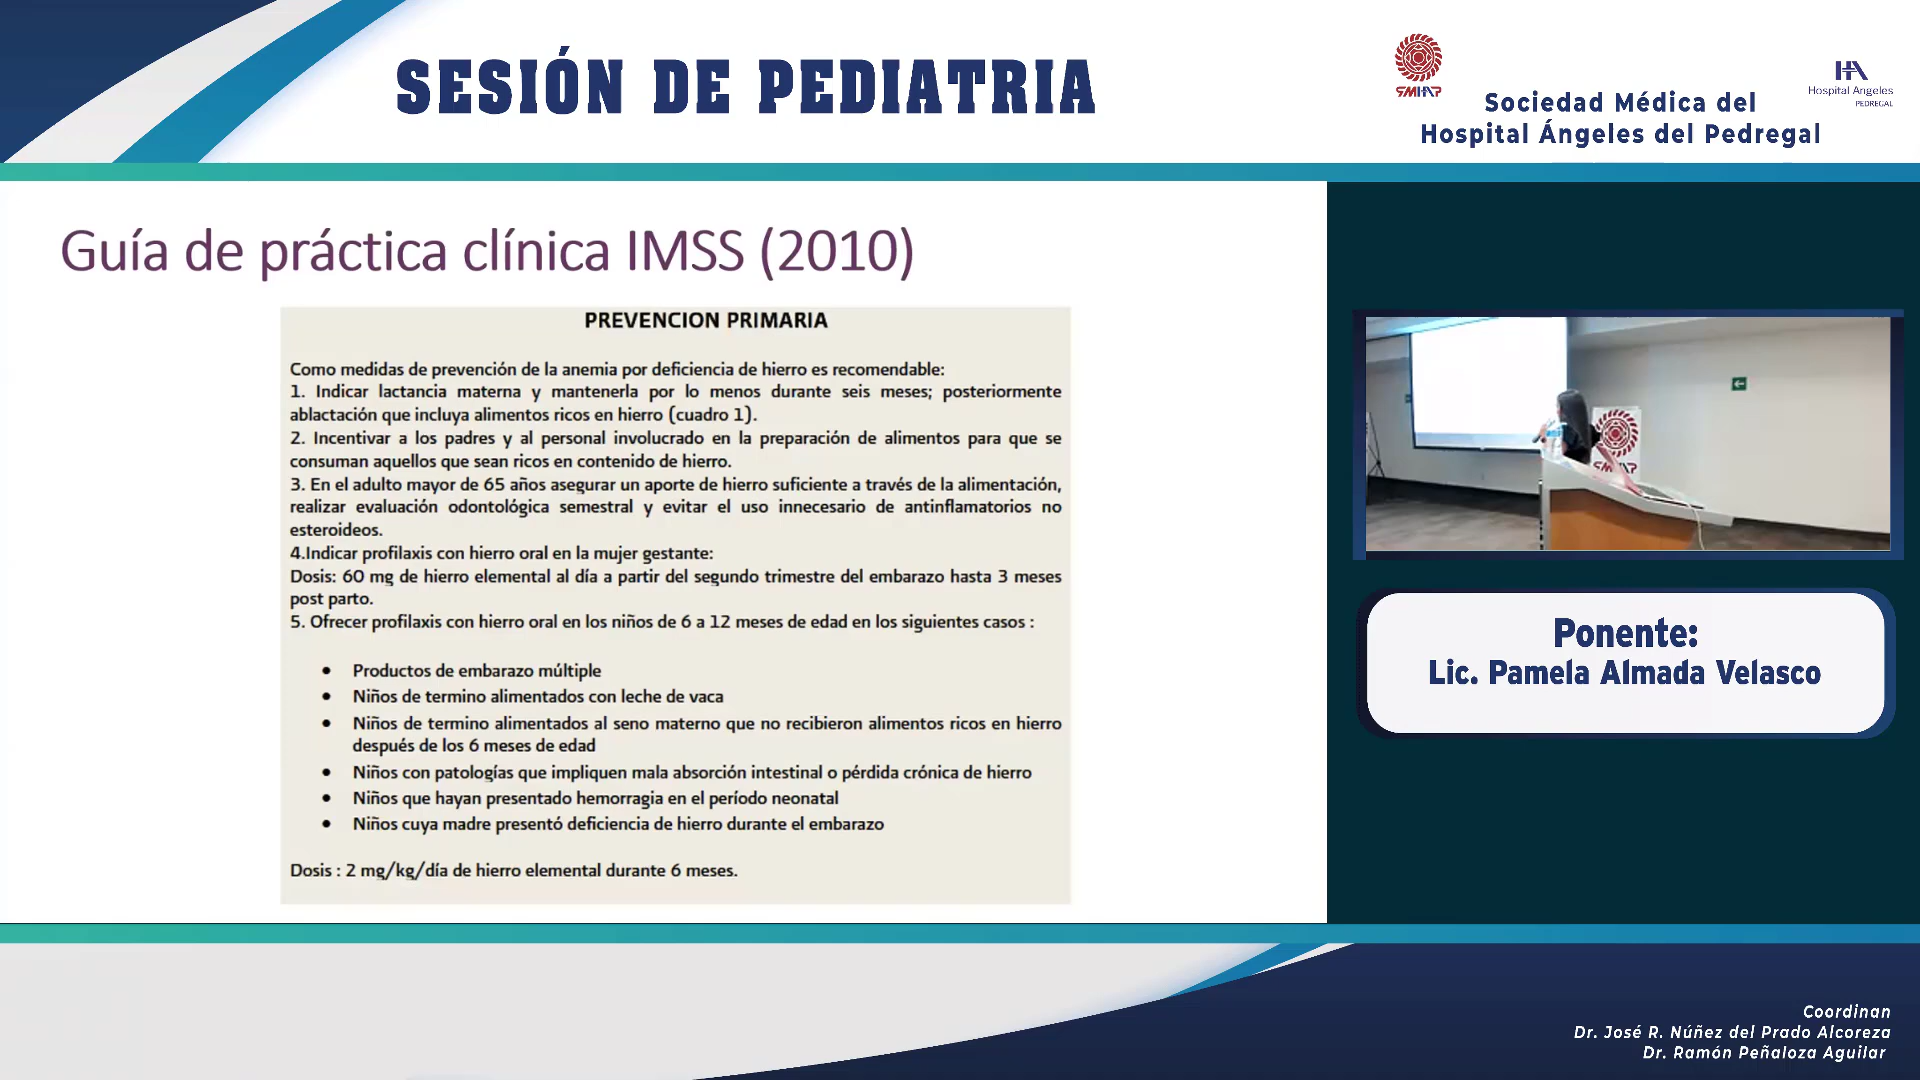 SESIÓN DE PEDIATRIA
SMHAP
Sociedad Médica del
Hospital Ángeles del Pedregal
HA
Hospital Angeles
PEDREGAL
Guía de práctica clínica IMSS (2010)
PREVENCION PRIMARIA
Como medidas de prevención de la anemia por deficiencia de hierro es recomendable:
1. Indicar lactancia materna y mantenerla por lo menos durante seis meses; posteriormente
ablactación que incluya alimentos ricos en hierro (cuadro 1).
2. Incentivar a los padres y al personal involucrado en la preparación de alimentos para que se
consuman aquellos que sean ricos en contenido de hierro.
3. En el adulto mayor de 65 años asegurar un aporte de hierro suficiente a través de la alimentación,
realizar evaluación odontológica semestral y evitar el uso innecesario de antinflamatorios no
esteroideos.
4.Indicar profilaxis con hierro oral en la mujer gestante:
Dosis: 60 mg de hierro elemental al día a partir del segundo trimestre del embarazo hasta 3 meses
post parto.
5. Ofrecer profilaxis con hierro oral en los niños de 6 a 12 meses de edad en los siguientes casos :
• Productos de embarazo múltiple
• Niños de termino alimentados con leche de vaca
• Niños de termino alimentados al seno materno que no recibieron alimentos ricos en hierro
después de los 6 meses de edad
• Niños con patologías que impliquen mala absorción intestinal o pérdida crónica de hierro
• Niños que hayan presentado hemorragia en el período neonatal
• Niños cuya madre presentó deficiencia de hierro durante el embarazo
Dosis : 2 mg/kg/día de hierro elemental durante 6 meses.
SMHAP
Ponente:
Lic. Pamela Almada Velasco
Coordinan
Dr. José R. Núñez del Prado Alcoreza
Dr. Ramón Peñaloza Aguilar